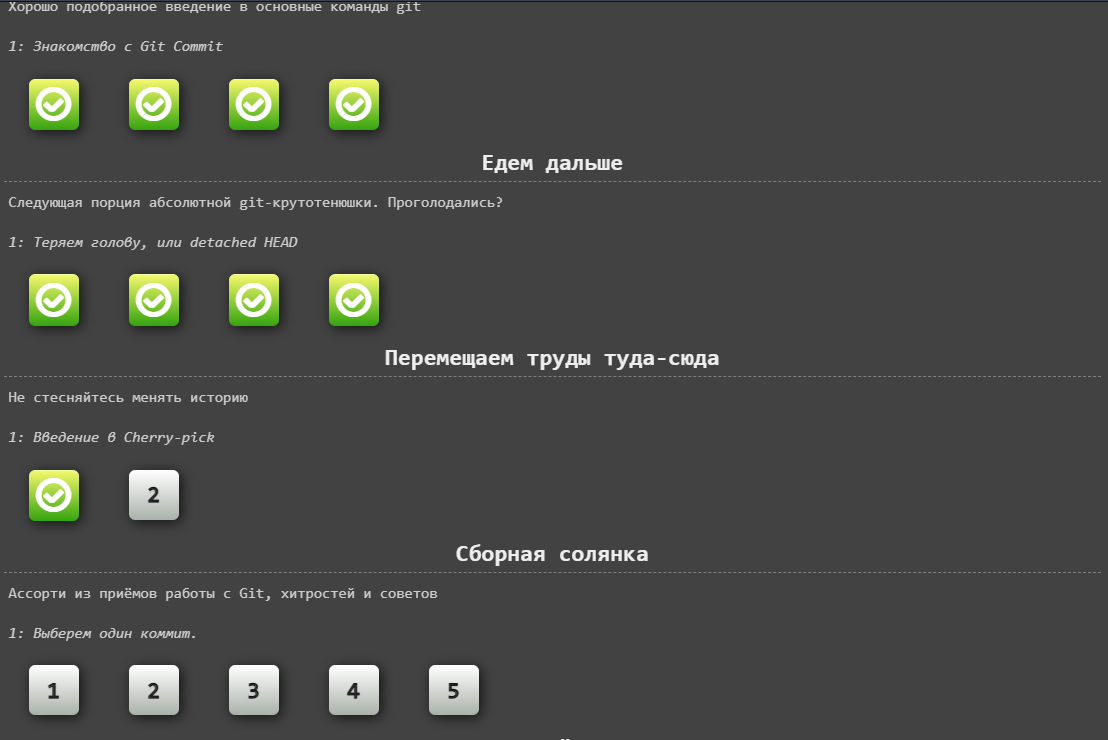 Хорошо подобранное введение в основные команды git
1: Знакомство с Git Commit
Едем дальше
Следующая порция абсолютной git-крутотенюшки. Проголодались?
1: Теряем голову, или detached HEAD
Перемещаем труды туда-сюда
Не стесняйтесь менять историю
1: Введение в Cherry-pick
2
Сборная солянка
Ассорти из приёмов работы с Git, хитростей и советов
1: Выберем один коммит.
1 2 3 4 5